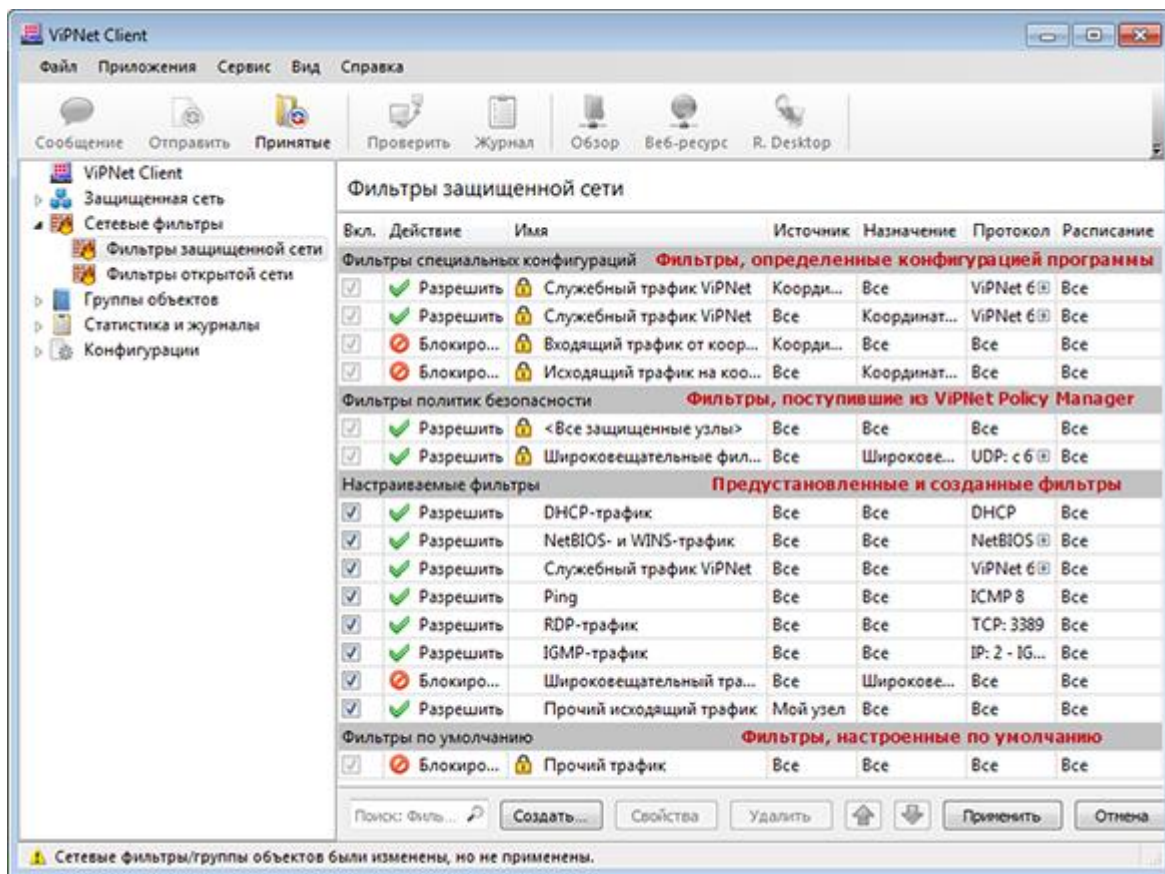 ViPNet Client
Файл Приложения Сервис Вид Справка
Сообщение Отправить Принятые Проверить Журнал Обзор Веб-ресурс R. Desktop
ViPNet Client
Защищенная сеть
Сетевые фильтры
Фильтры защищенной сети
Фильтры открытой сети
Группы объектов
Статистика и журналы
Конфигурации
Фильтры защищенной сети
Вкл. Действие Имя Источник Назначение Протокол Расписание
Фильтры специальных конфигураций Фильтры, определенные конфигурацией программы
Разрешить Служебный трафик ViPNet Коорди... Все ViPNet б Все
Разрешить Служебный трафик ViPNet Все Координат... ViPNet б Все
Блокиро... Входящий трафик от коор... Коорди... Все Все Все
Блокиро... Исходящий трафик на коо... Все Координат... Все Все
Фильтры политик безопасности Фильтры, поступившие из ViPNet Policy Manager
Разрешить <Все защищенные узлы> Все Все Все Все
Разрешить Широковещательные фил... Все Широкове... UDP: с б Все
Настраиваемые фильтры Предустановленные и созданные фильтры
Разрешить DHCP-трафик Все Все DHCP Все
Разрешить NetBIOS- и WINS-трафик Все Все NetBIOS Все
Разрешить Служебный трафик ViPNet Все Все ViPNet б Все
Разрешить Ping Все Все ICMP 8 Все
Разрешить RDP-трафик Все Все TCP: 3389 Все
Разрешить IGMP-трафик Все Все IP: 2 - IG... Все
Блокиро... Широковещательный тра... Все Широкове... Все Все
Разрешить Прочий исходящий трафик Мой узел Все Все Все
Фильтры по умолчанию Фильтры, настроенные по умолчанию
Блокиро... Прочий трафик Все Все Все Все
Поиск: Филь... Создать... Свойства Удалить Применить Отмена
Сетевые фильтры/группы объектов были изменены, но не применены.